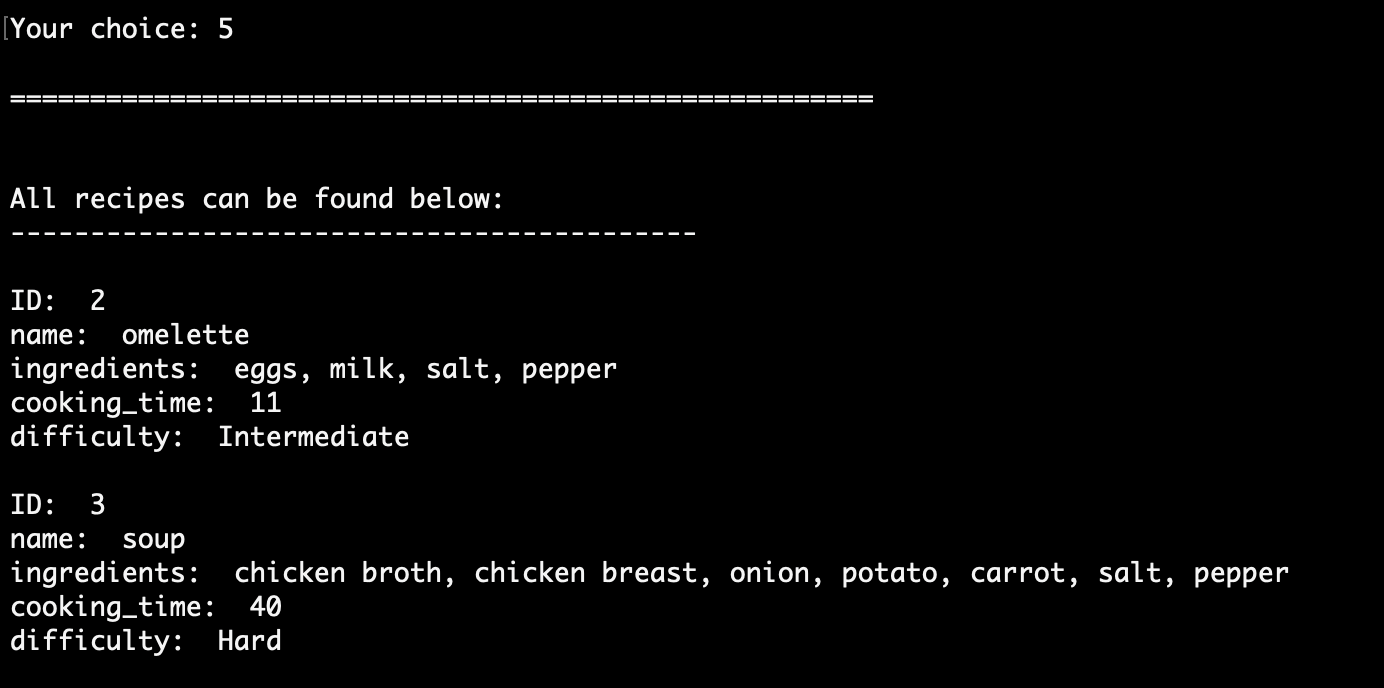 Your choice: 5
======================================================
All recipes can be found below:
-------------------------------------------
ID:  2
name:  omelette
ingredients:  eggs, milk, salt, pepper
cooking_time:  11
difficulty:  Intermediate
ID:  3
name:  soup
ingredients:  chicken broth, chicken breast, onion, potato, carrot, salt, pepper
cooking_time:  40
difficulty:  Hard